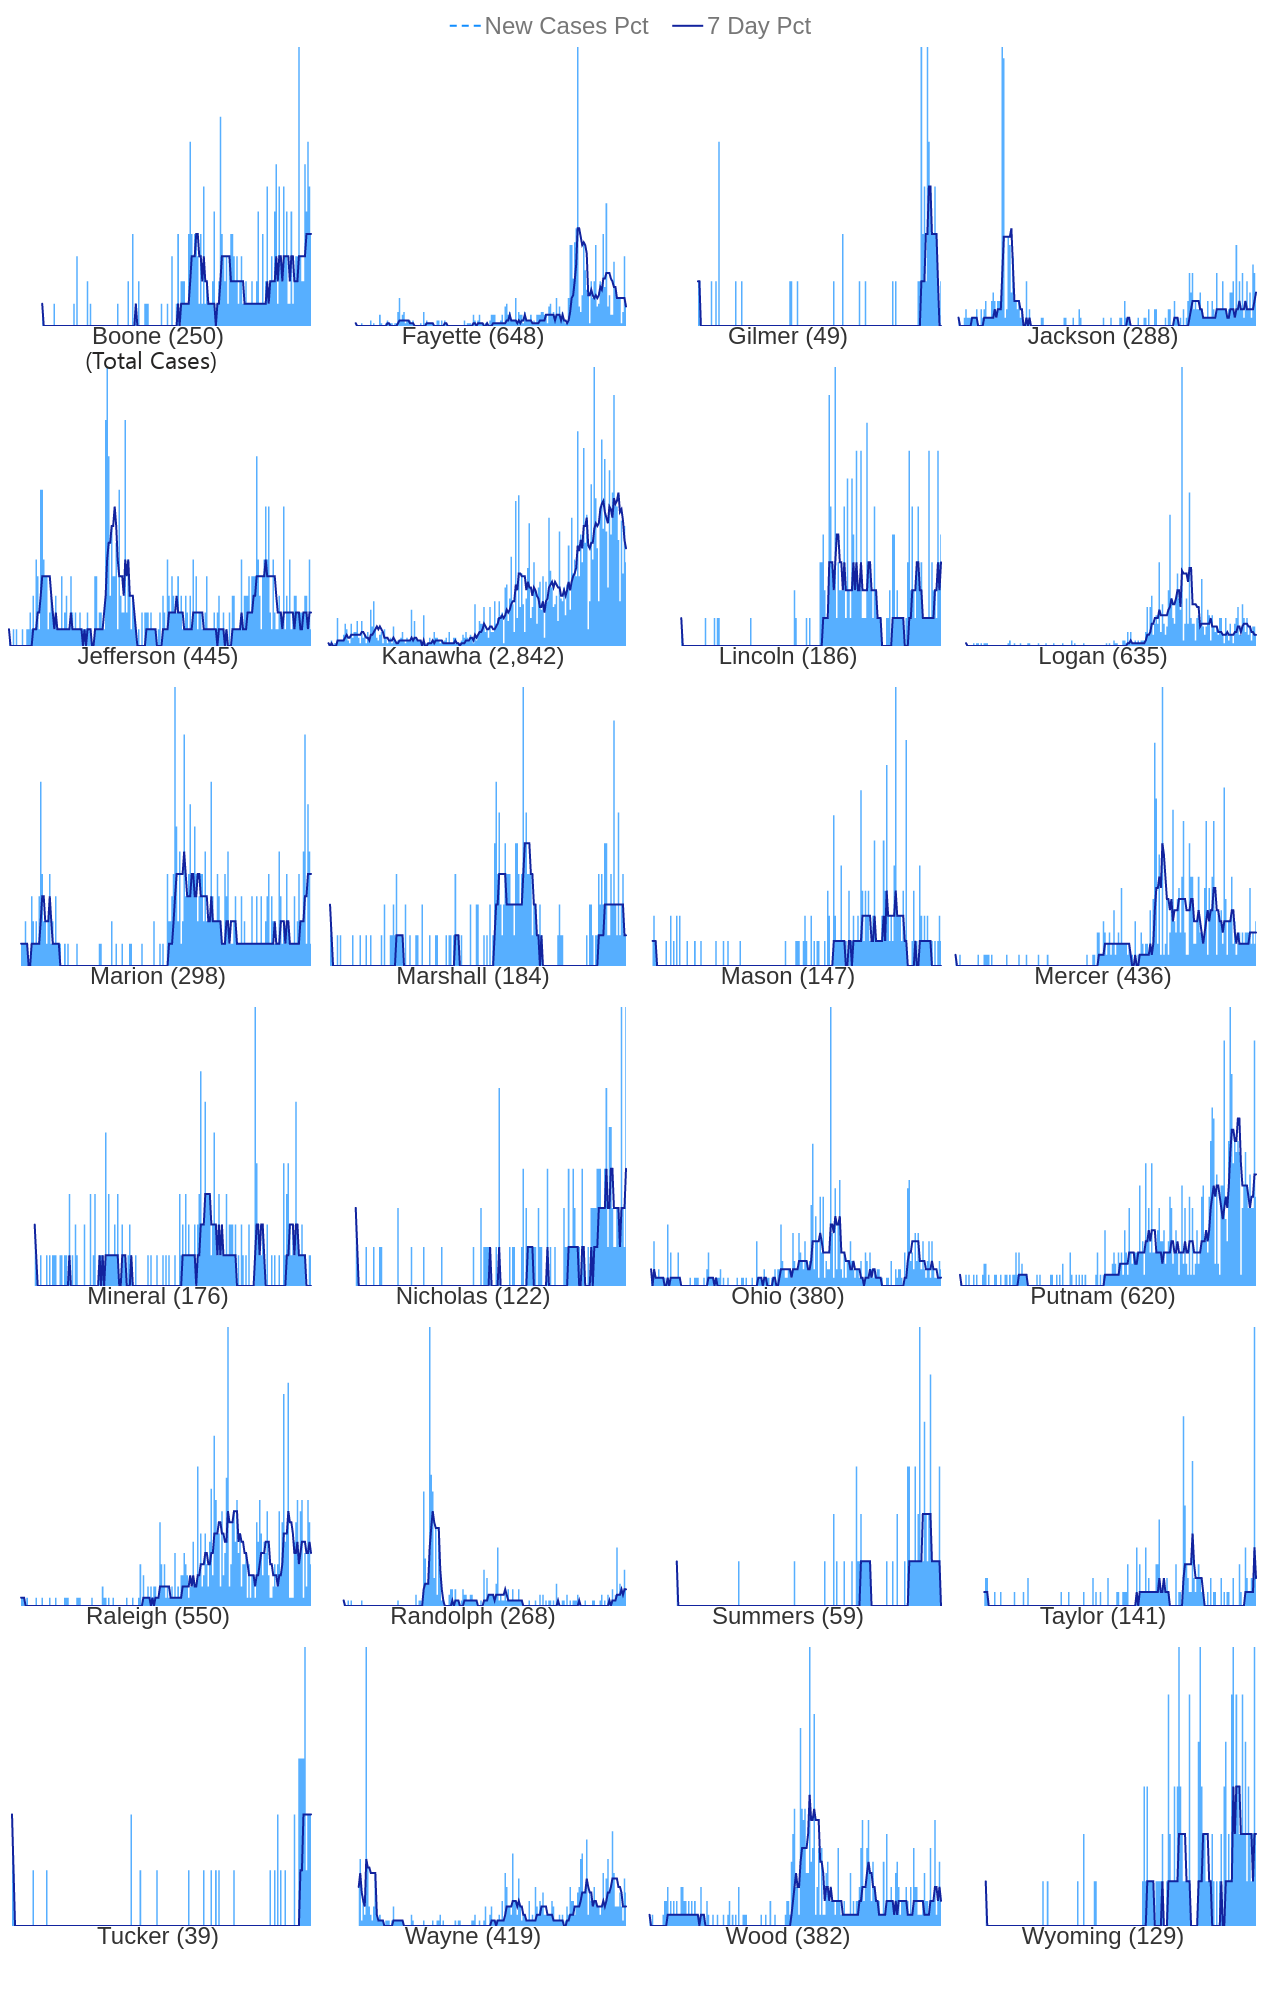 New Cases Pct 7 Day Pct
Boone (250) Fayette (648) Gilmer (49) Jackson (288)
(Total Cases)
Jefferson (445) Kanawha (2,842) Lincoln (186) Logan (635)
Marion (298) Marshall (184) Mason (147) Mercer (436)
Mineral (176) Nicholas (122) Ohio (380) Putnam (620)
Raleigh (550) Randolph (268) Summers (59) Taylor (141)
Tucker (39) Wayne (419) Wood (382) Wyoming (129)